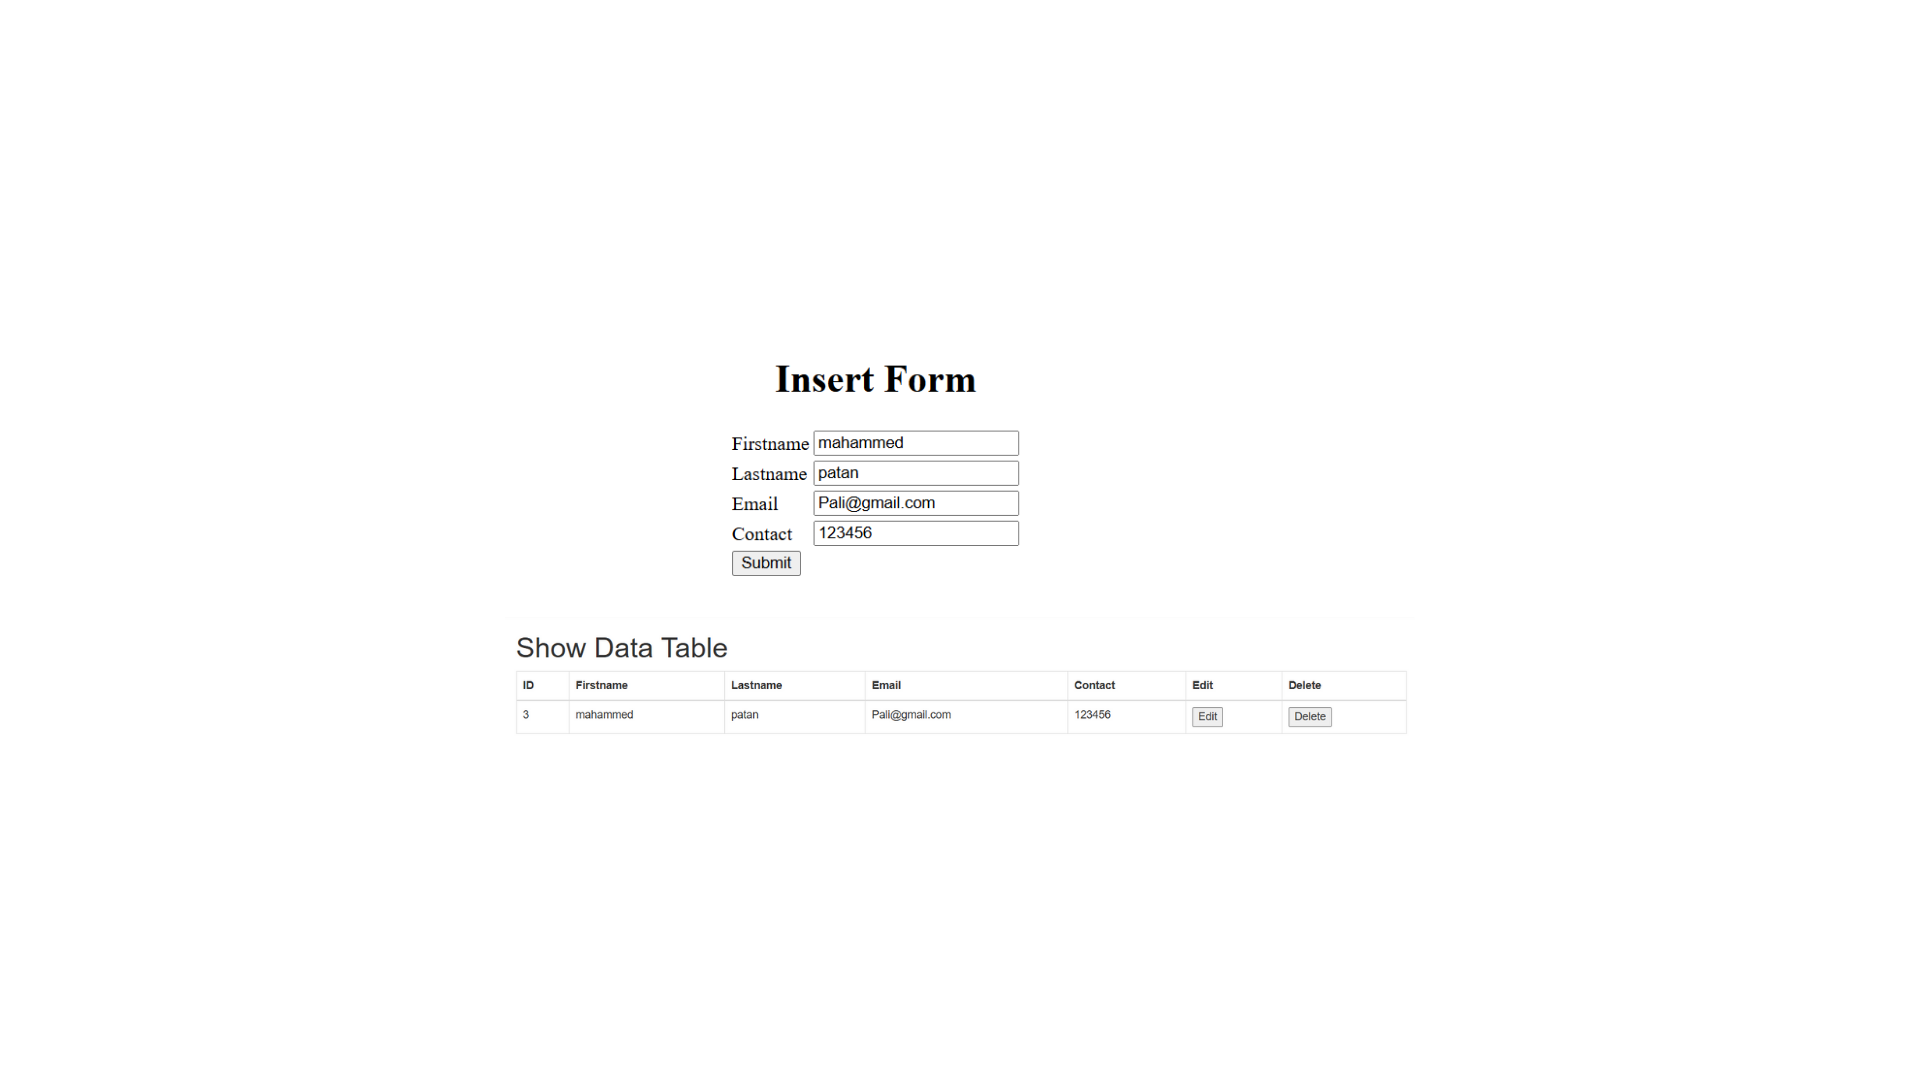 Insert Form
Firstname mahammed
Lastname patan
Email Pali@gmail.com
Contact 123456
Submit
Show Data Table
ID Firstname Lastname Email Contact Edit Delete
3 mahammed patan Pali@gmail.com 123456 Edit Delete